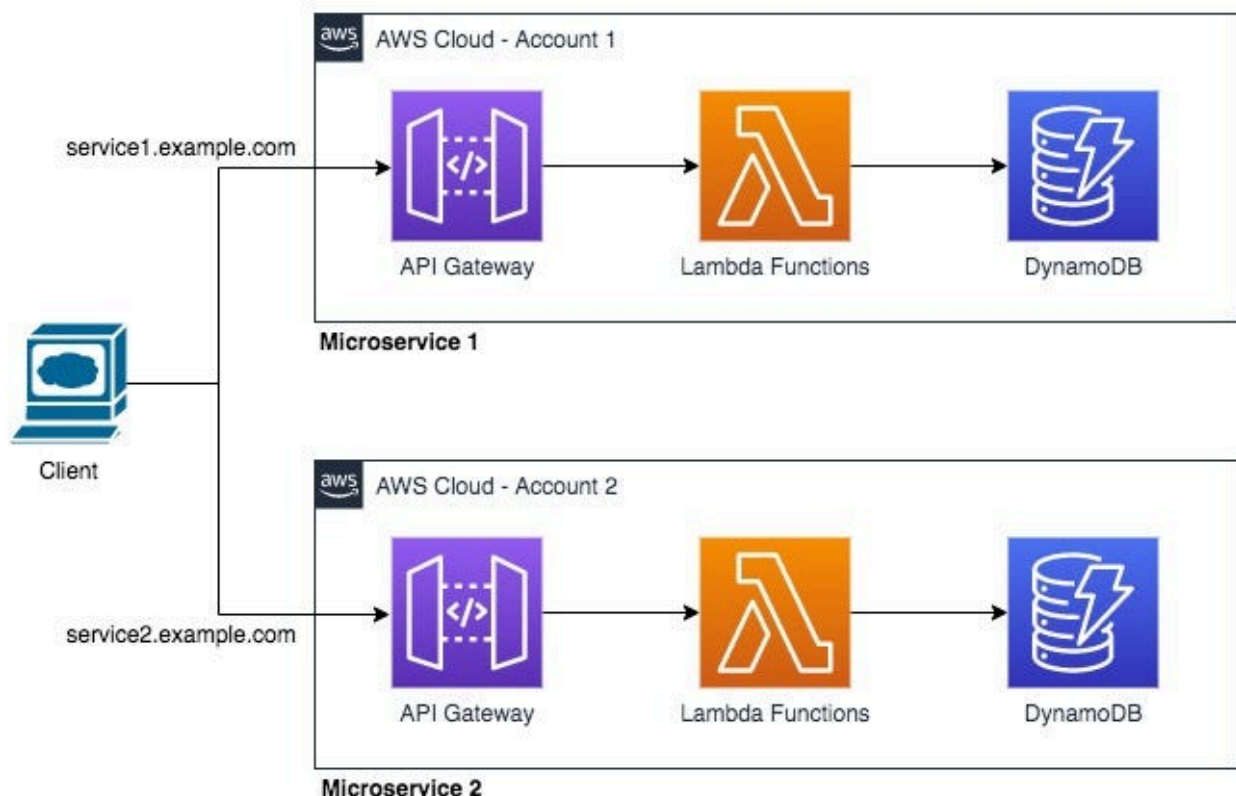 aws AWS Cloud - Account 1
service1.example.com
</>
API Gateway
Lambda Functions
DynamoDB
Microservice 1
Client
aws AWS Cloud - Account 2
service2.example.com
</>
API Gateway
Lambda Functions
DynamoDB
Microservice 2